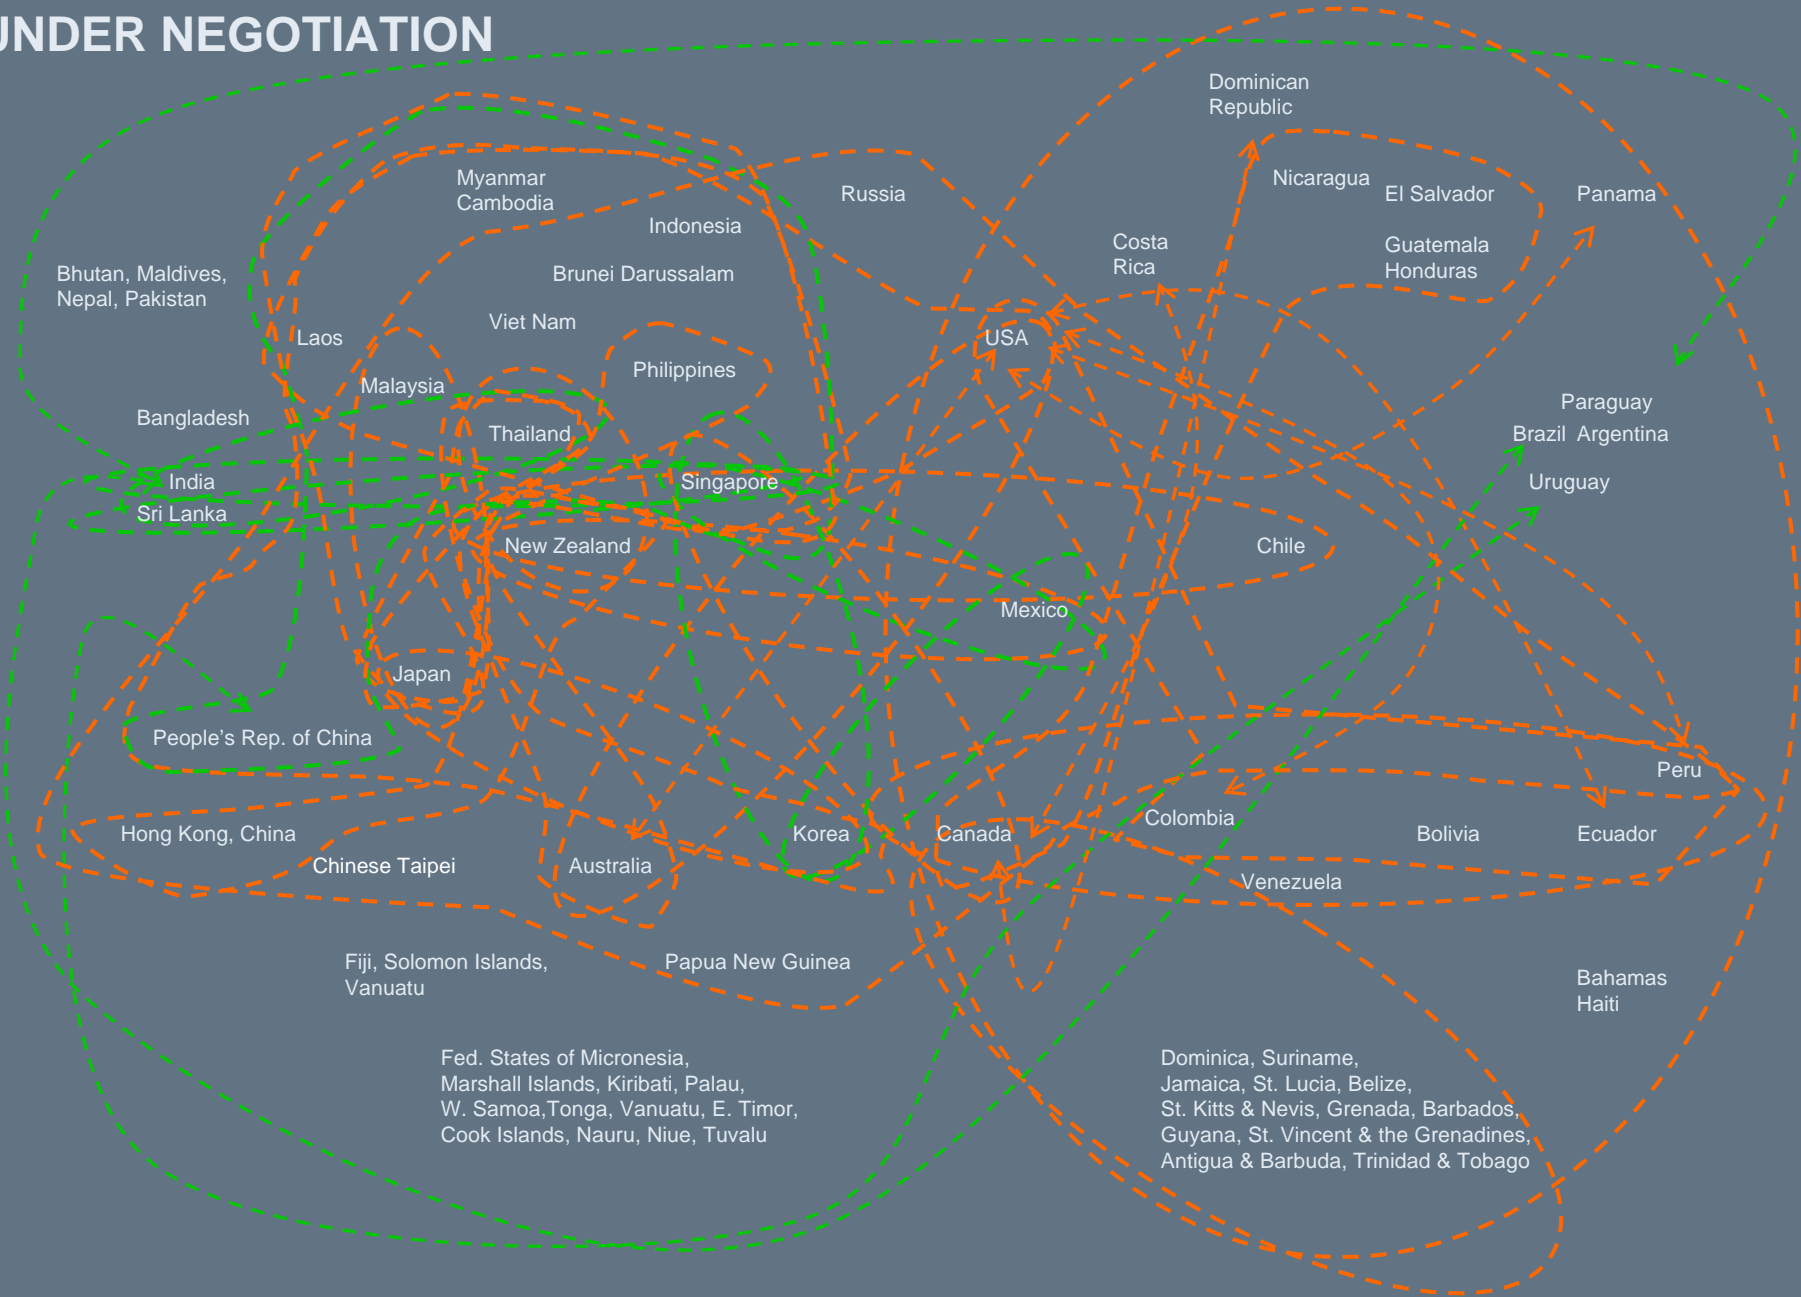 UNDER NEGOTIATION
Dominican
Republic
Myanmar
Cambodia
Russia
Nicaragua
El Salvador
Panama
Indonesia
Costa
Rica
Guatemala
Honduras
Bhutan, Maldives,
Nepal, Pakistan
Brunei Darussalam
Viet Nam
Laos
USA
Philippines
Malaysia
Paraguay
Bangladesh
Thailand
Brazil Argentina
India
Singapore
Uruguay
Sri Lanka
New Zealand
Chile
Mexico
Japan
People’s Rep. of China
Peru
Colombia
Hong Kong, China
Korea
Canada
Bolivia
Ecuador
Chinese Taipei
Australia
Venezuela
Fiji, Solomon Islands,
Vanuatu
Papua New Guinea
Bahamas
Haiti
Fed. States of Micronesia,
Marshall Islands, Kiribati, Palau,
W. Samoa,Tonga, Vanuatu, E. Timor,
Cook Islands, Nauru, Niue, Tuvalu
Dominica, Suriname,
Jamaica, St. Lucia, Belize,
St. Kitts & Nevis, Grenada, Barbados,
Guyana, St. Vincent & the Grenadines,
Antigua & Barbuda, Trinidad & Tobago